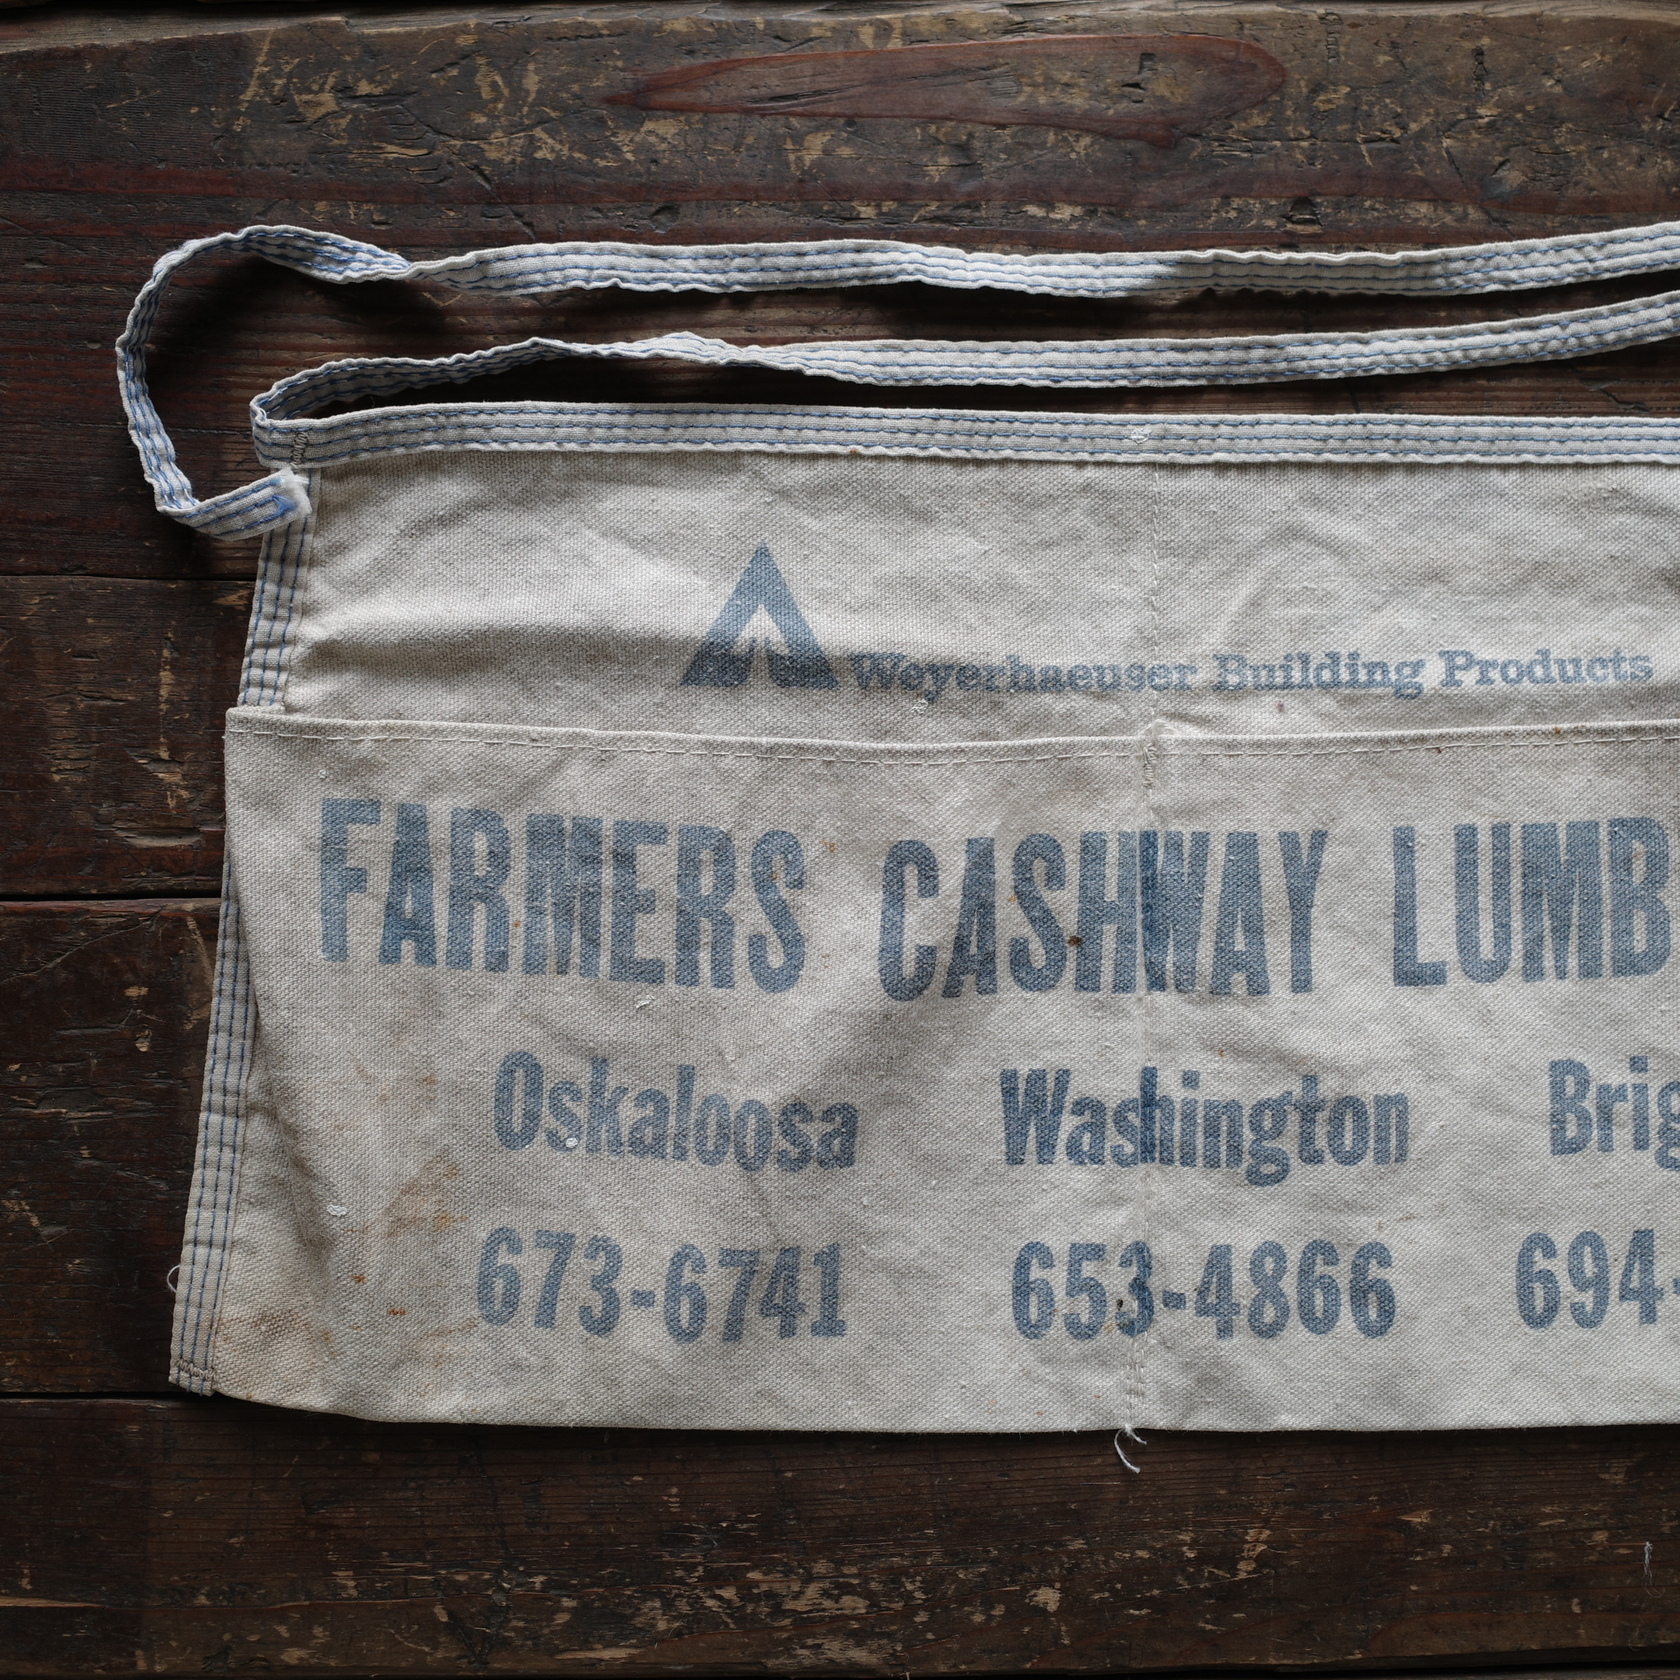 Weyerhaeuser Building Products
FARMERS CASHWAY LUMB
Oskaloosa Washington Brig
673-6741 653-4866 694-